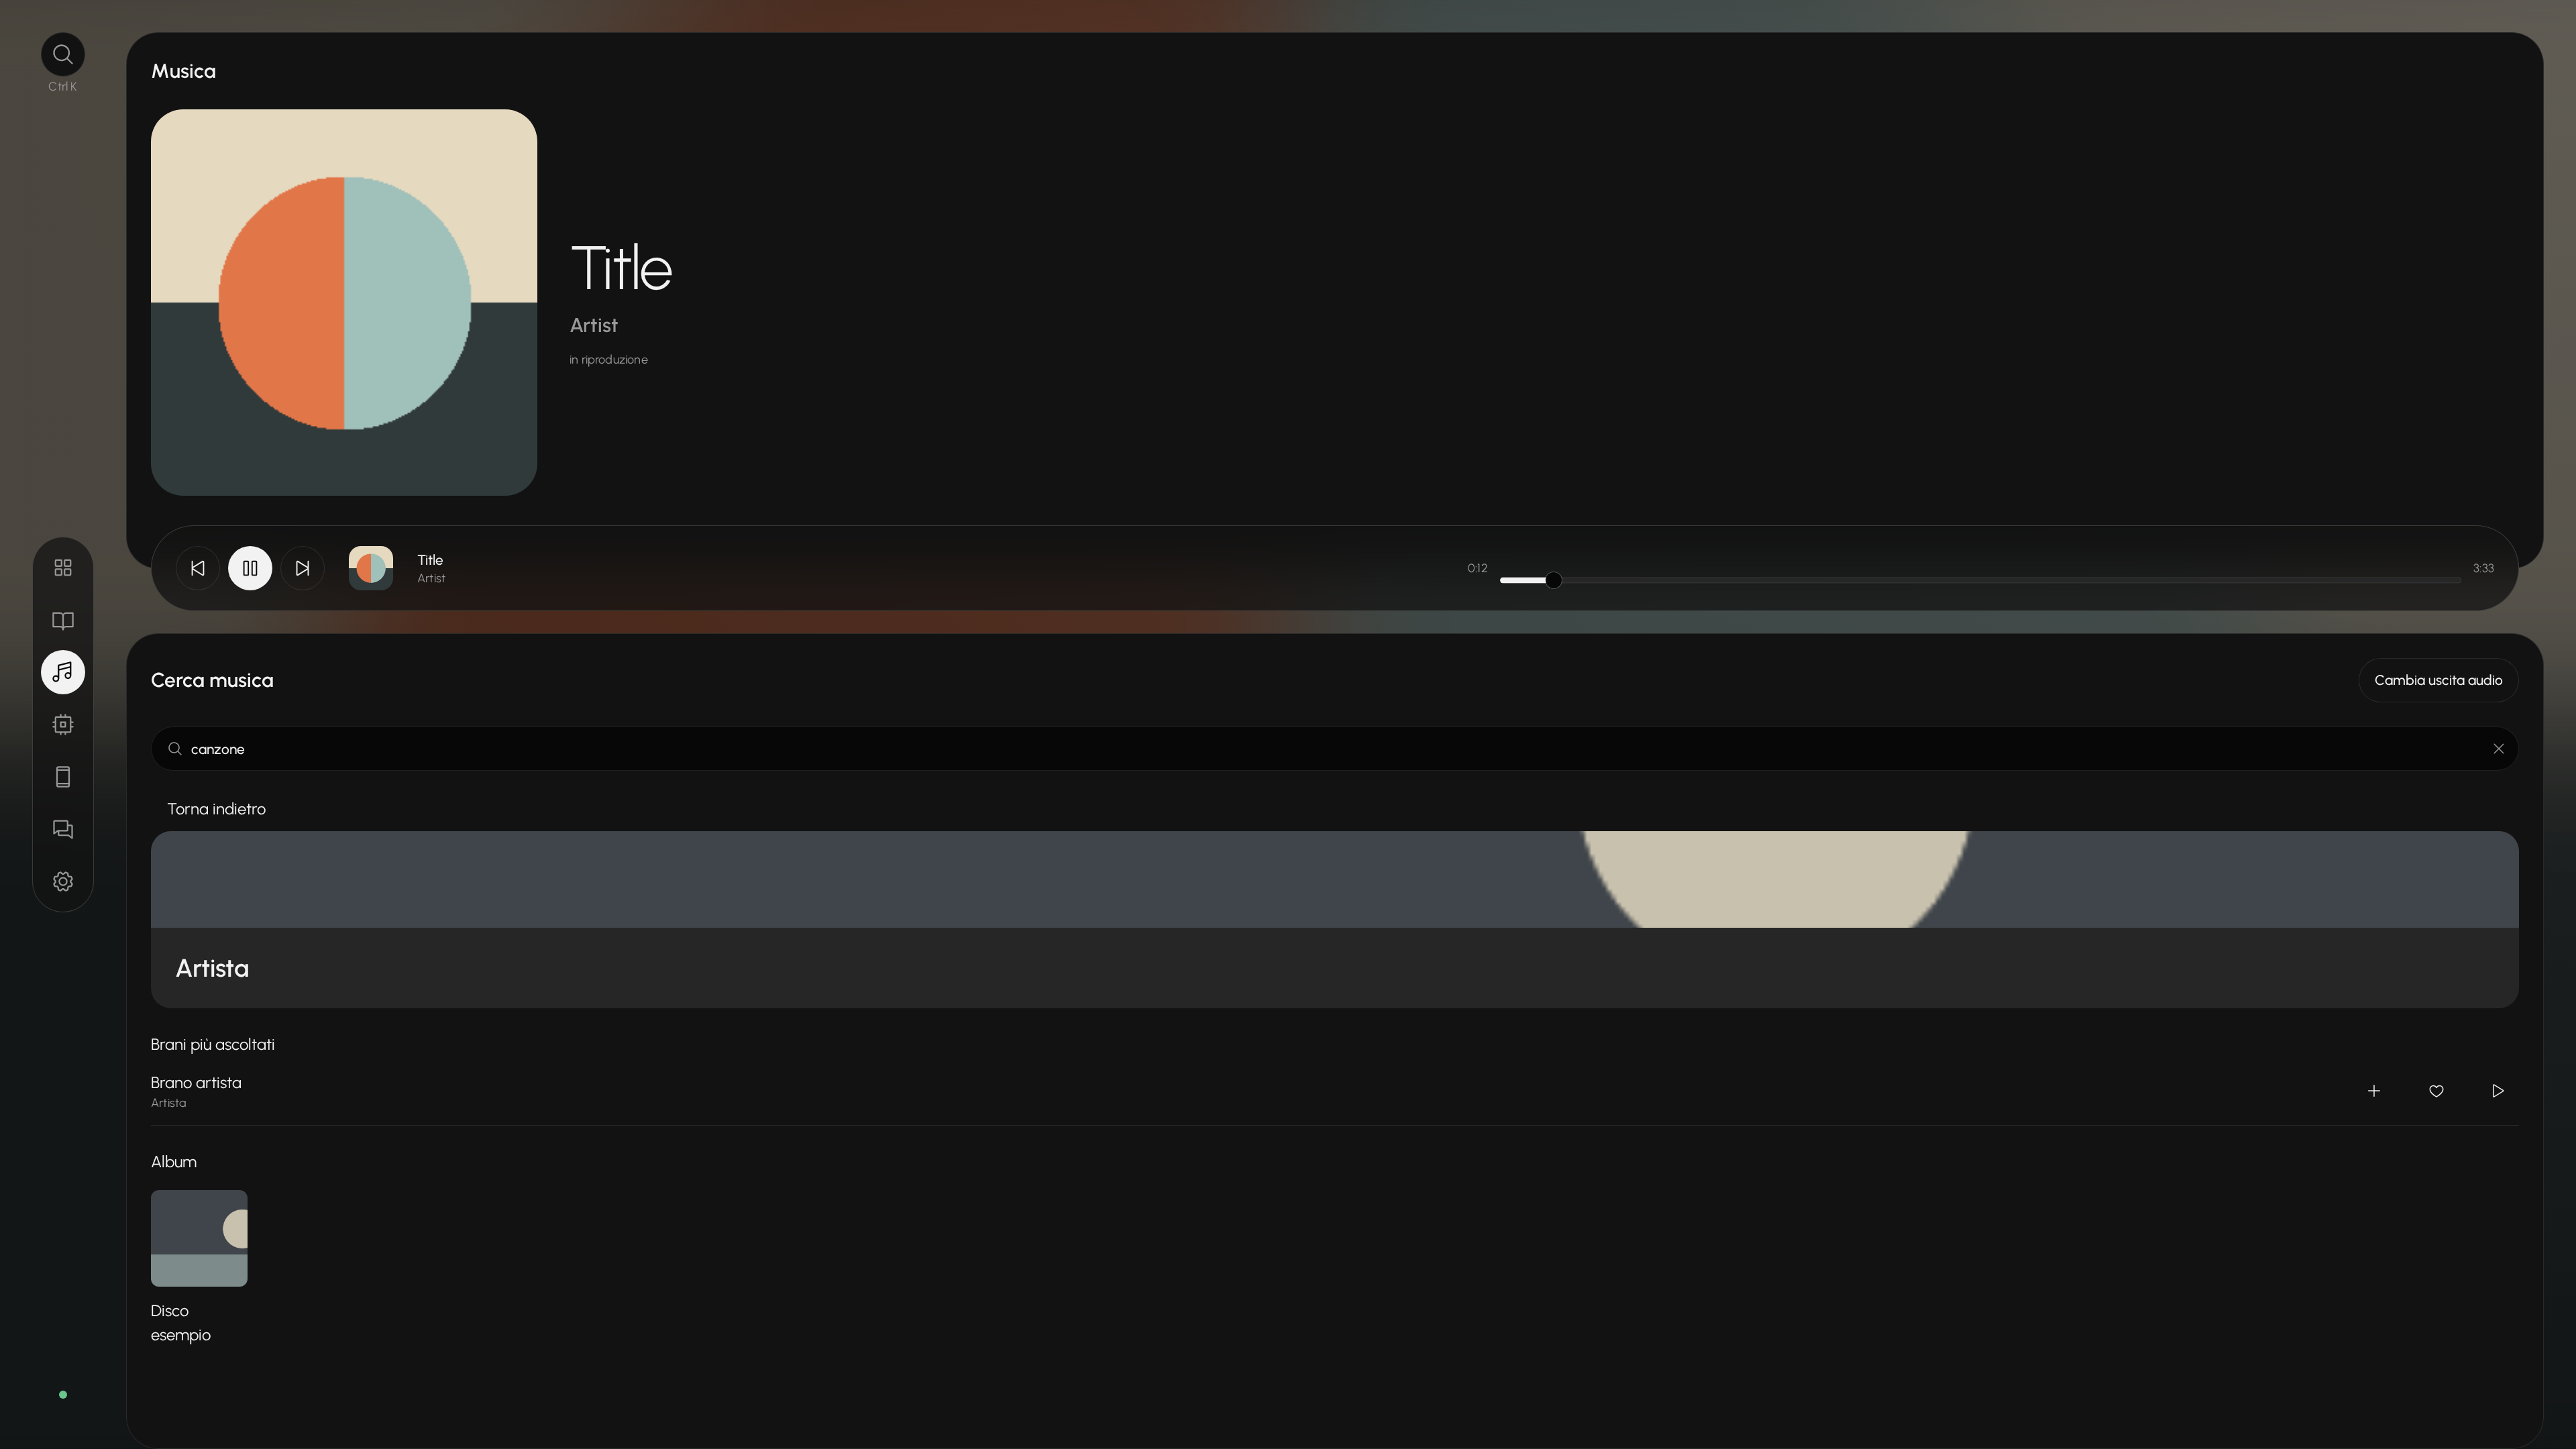 Ctrl K
Musica
Title
Artist
in riproduzione
Title
Artist
0:12
3:33
Cerca musica
Cambia uscita audio
canzone
Torna indietro
Artista
Brani più ascoltati
Brano artista
Artista
Album
Disco
esempio